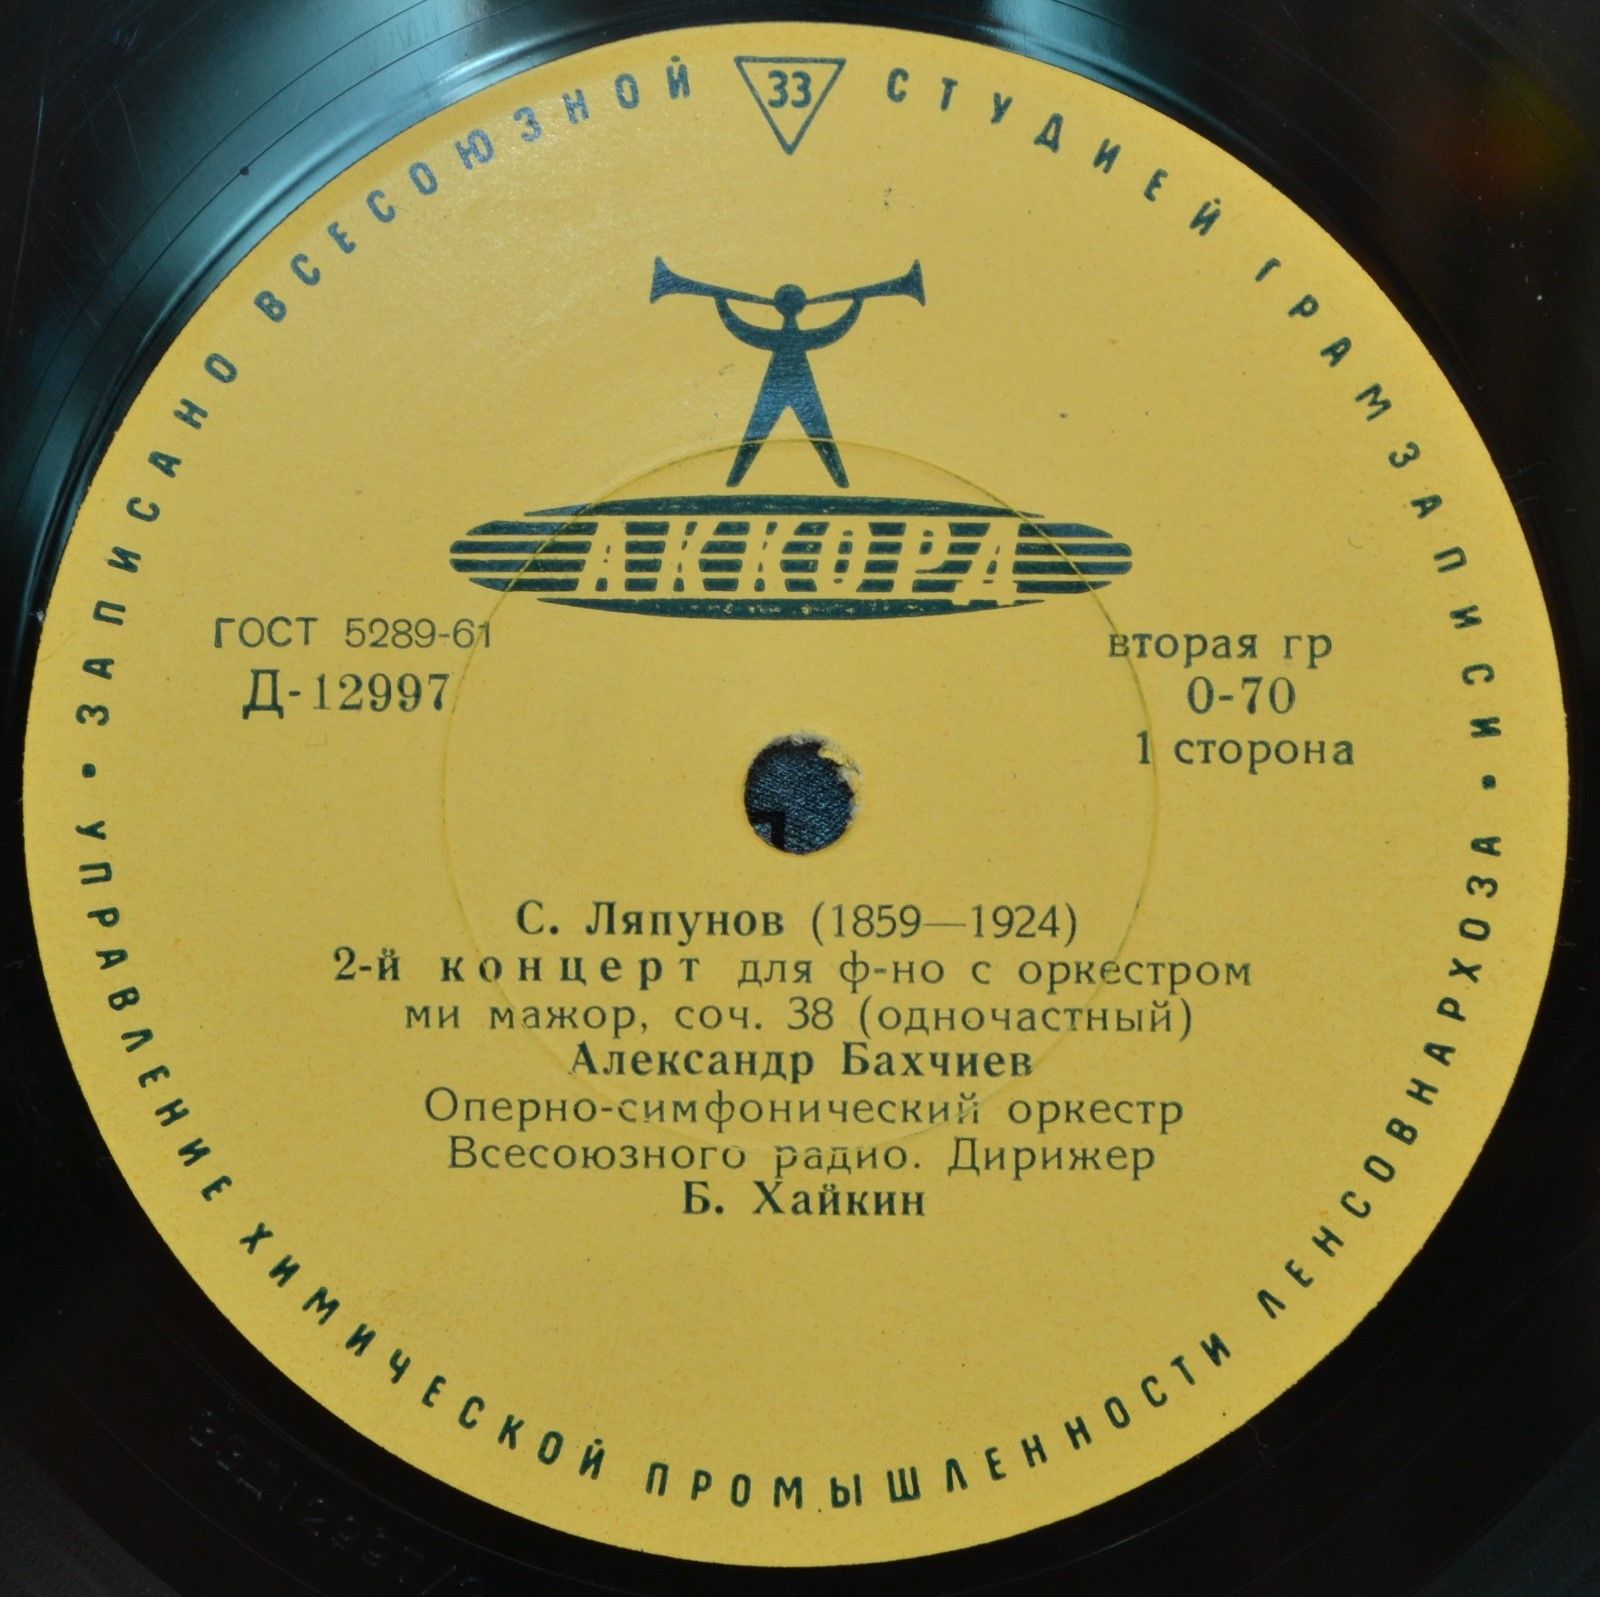 ЗАПИСАНО ВСЕСОЮЗНОЙ СТУДИЕЙ ГРАМЗАПИСИ
33
АККОРД
ГОСТ 5289-61
Д-12997
вторая гр
0-70
1 сторона
С. Ляпунов (1859—1924)
2-й концерт для ф-но с оркестром
ми мажор, соч. 38 (одночастный)
Александр Бахчиев
Оперно-симфонический оркестр
Всесоюзного радио. Дирижер
Б. Хайкин
УПРАВЛЕНИЕ ХИМИЧЕСКОЙ ПРОМЫШЛЕННОСТИ ЛЕНСОВНАРХОЗА